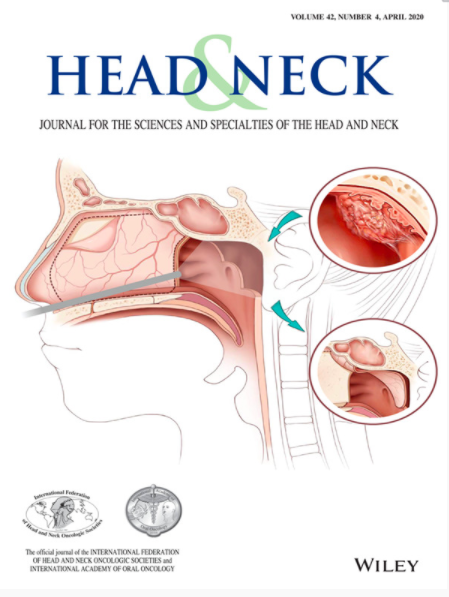 VOLUME 42, NUMBER 4, APRIL 2020
HEAD & NECK
JOURNAL FOR THE SCIENCES AND SPECIALTIES OF THE HEAD AND NECK
International Federation
of Head and Neck Oncologic Societies
The official journal of the INTERNATIONAL FEDERATION
OF HEAD AND NECK ONCOLOGIC SOCIETIES and
INTERNATIONAL ACADEMY OF ORAL ONCOLOGY
WILEY